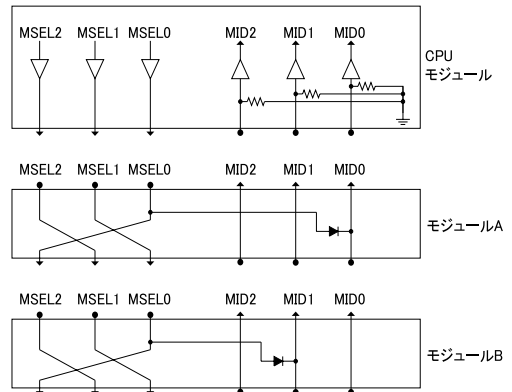 MSEL2 MSEL1 MSEL0 MID2 MID1 MID0
CPU
モジュール
MSEL2 MSEL1 MSEL0 MID2 MID1 MID0
モジュールA
MSEL2 MSEL1 MSEL0 MID2 MID1 MID0
モジュールB